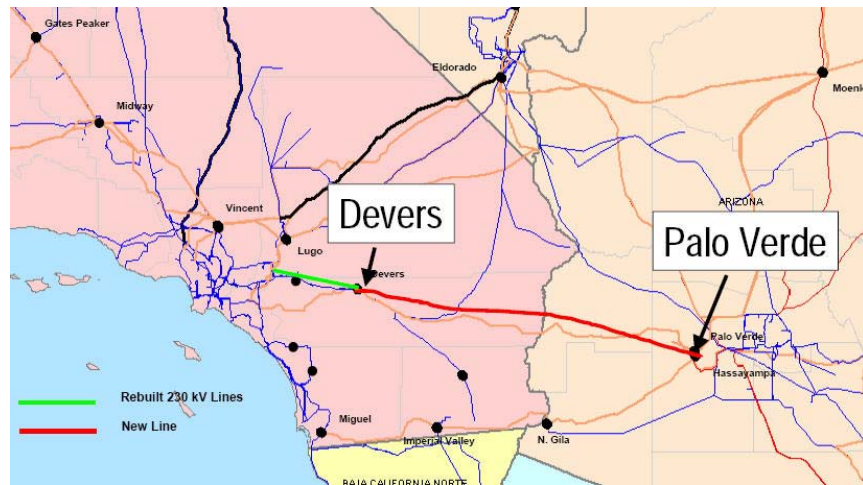 Gates Peaker
Eldorado
Moenk
Midway
ARIZONA
Vincent
Devers
Palo Verde
Lugo
Devers
Palo Verde
Hassayampa
Rebuilt 230 kV Lines
New Line
Miguel
Imperial Valley
N. Gila
BAJA CALIFORNIA NORTE